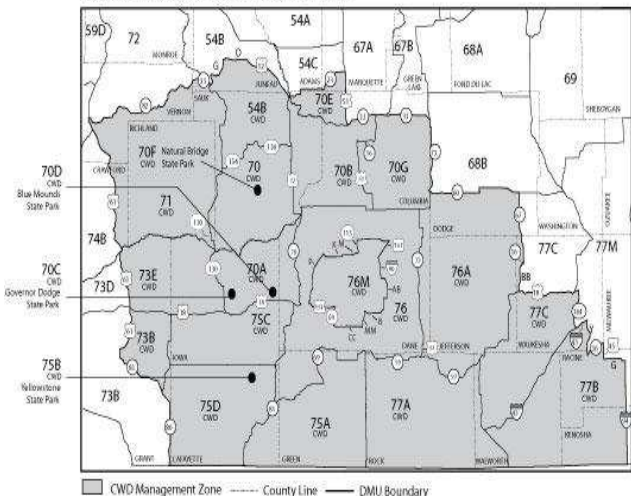 59D
72
MONROE
54B
O
G
54C
54A
ADAMS
67A
MARQUETTE
67B
GREEN LAKE
68A
FOND DU LAC
69
SHEBOYGAN
VERNON
SAUK
JUNEAU
54B
CWD
70E
CWD
RICHLAND
70F
CWD
Natural Bridge
State Park
70
CWD
70B
CWD
70G
CWD
COLUMBIA
68B
CRAWFORD
70D
CWD
Blue Mounds
State Park
71
CWD
74B
DODGE
WASHINGTON
OZAUKEE
77C
77M
70C
CWD
Governor Dodge
State Park
73D
73E
CWD
70A
CWD
76M
CWD
AB
CC
MM
B
76
CWD
76A
CWD
BB
77C
CWD
MILWAUKEE
75C
CWD
73B
CWD
IOWA
DANE
JEFFERSON
WAUKESHA
RACINE
G
75B
CWD
Yellowstone
State Park
73B
75D
CWD
75A
CWD
77A
CWD
77B
CWD
KENOSHA
GRANT
LAFAYETTE
GREEN
ROCK
WALWORTH
CWD Management Zone
County Line
DMU Boundary